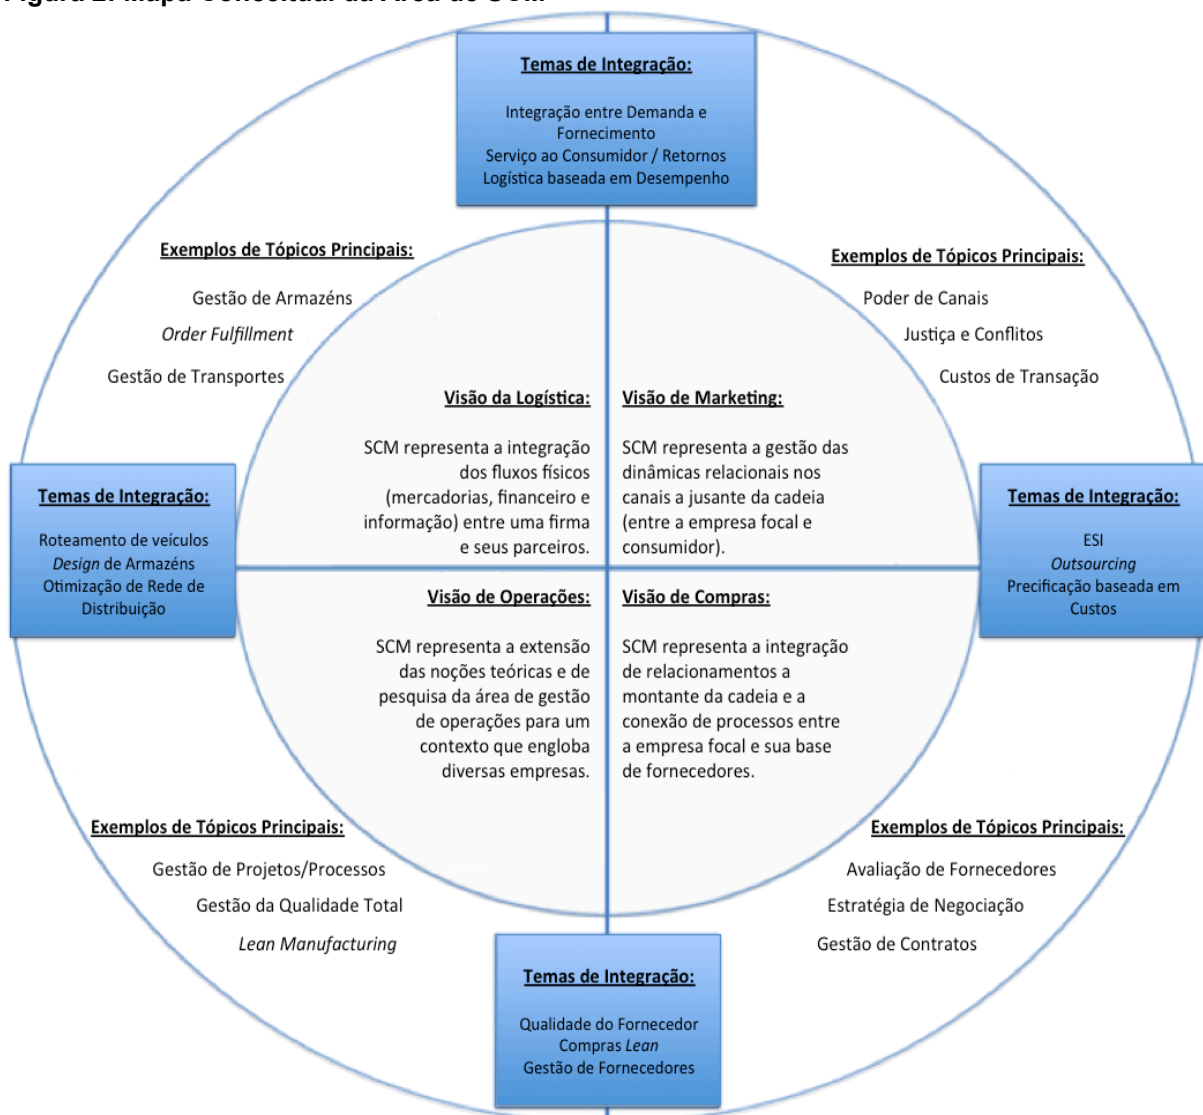 Figura 2: Mapa Conceitual da Área de SCM
Temas de Integração:
Integração entre Demanda e
Fornecimento
Serviço ao Consumidor / Retornos
Logística baseada em Desempenho
Exemplos de Tópicos Principais:
Gestão de Armazéns
Order Fulfillment
Gestão de Transportes
Exemplos de Tópicos Principais:
Poder de Canais
Justiça e Conflitos
Custos de Transação
Visão da Logística:
SCM representa a integração
dos fluxos físicos
(mercadorias, financeiro e
informação) entre uma firma
e seus parceiros.
Visão de Marketing:
SCM representa a gestão das
dinâmicas relacionais nos
canais a jusante da cadeia
(entre a empresa focal e
consumidor).
Temas de Integração:
Roteamento de veículos
Design de Armazéns
Otimização de Rede de
Distribuição
Temas de Integração:
ESI
Outsourcing
Precificação baseada em
Custos
Visão de Operações:
SCM representa a extensão
das noções teóricas e de
pesquisa da área de gestão
de operações para um
contexto que engloba
diversas empresas.
Visão de Compras:
SCM representa a integração
de relacionamentos a
montante da cadeia e a
conexão de processos entre
a empresa focal e sua base
de fornecedores.
Exemplos de Tópicos Principais:
Gestão de Projetos/Processos
Gestão da Qualidade Total
Lean Manufacturing
Exemplos de Tópicos Principais:
Avaliação de Fornecedores
Estratégia de Negociação
Gestão de Contratos
Temas de Integração:
Qualidade do Fornecedor
Compras Lean
Gestão de Fornecedores